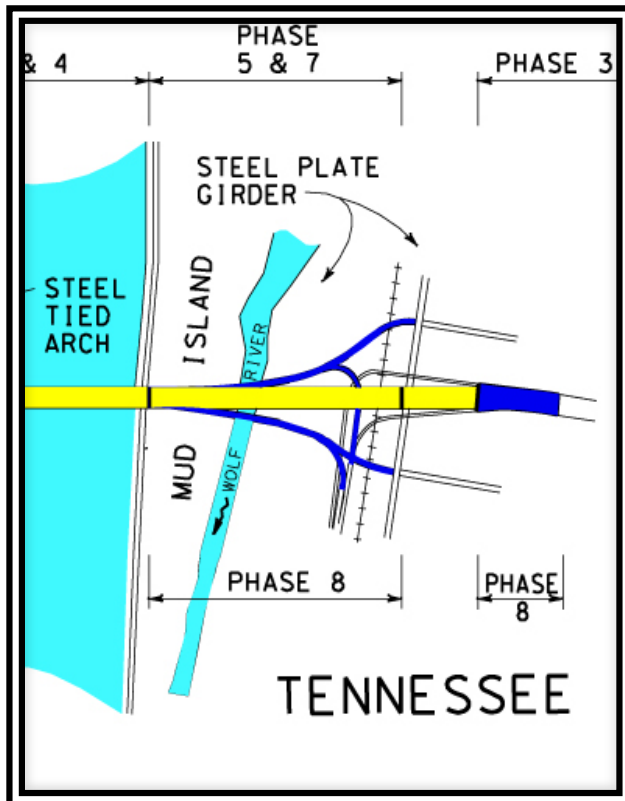 PHASE
& 4
5 & 7
PHASE 3
STEEL PLATE
GIRDER
STEEL
TIED
ARCH
ISLAND
RIVER
MUD
WOLF
PHASE 8
PHASE
8
TENNESSEE